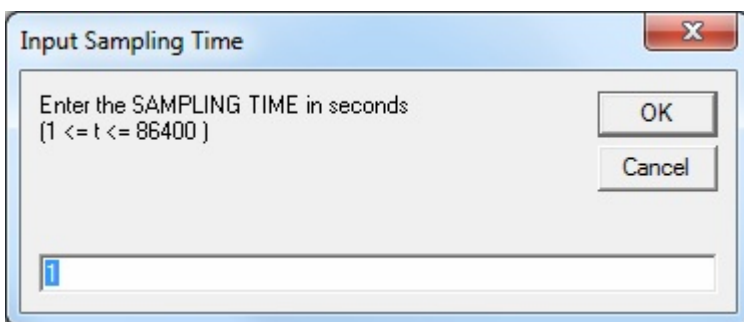 Input Sampling Time
Enter the SAMPLING TIME in seconds
(1 <= t <= 86400 )
OK
Cancel
1